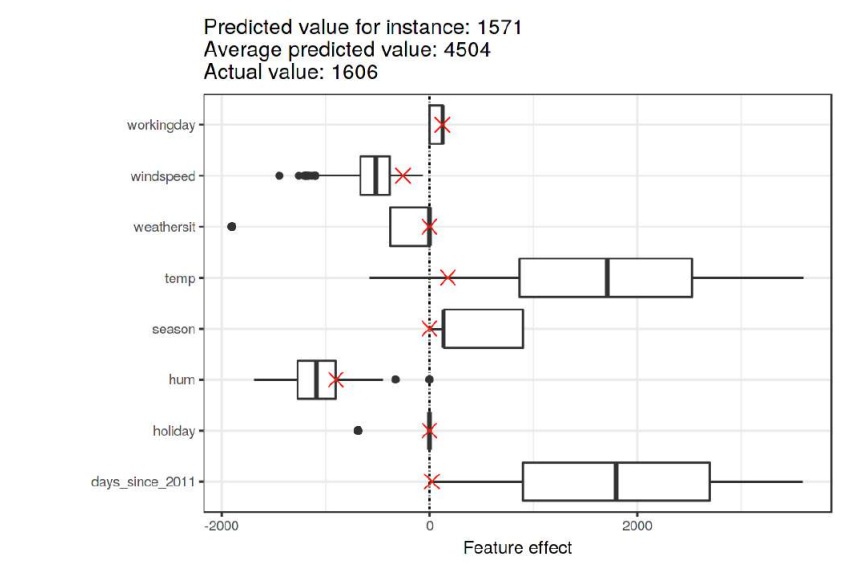 Predicted value for instance: 1571
Average predicted value: 4504
Actual value: 1606
workingday
windspeed
weathersit
temp
season
hum
holiday
days_since_2011
-2000 0 2000
Feature effect